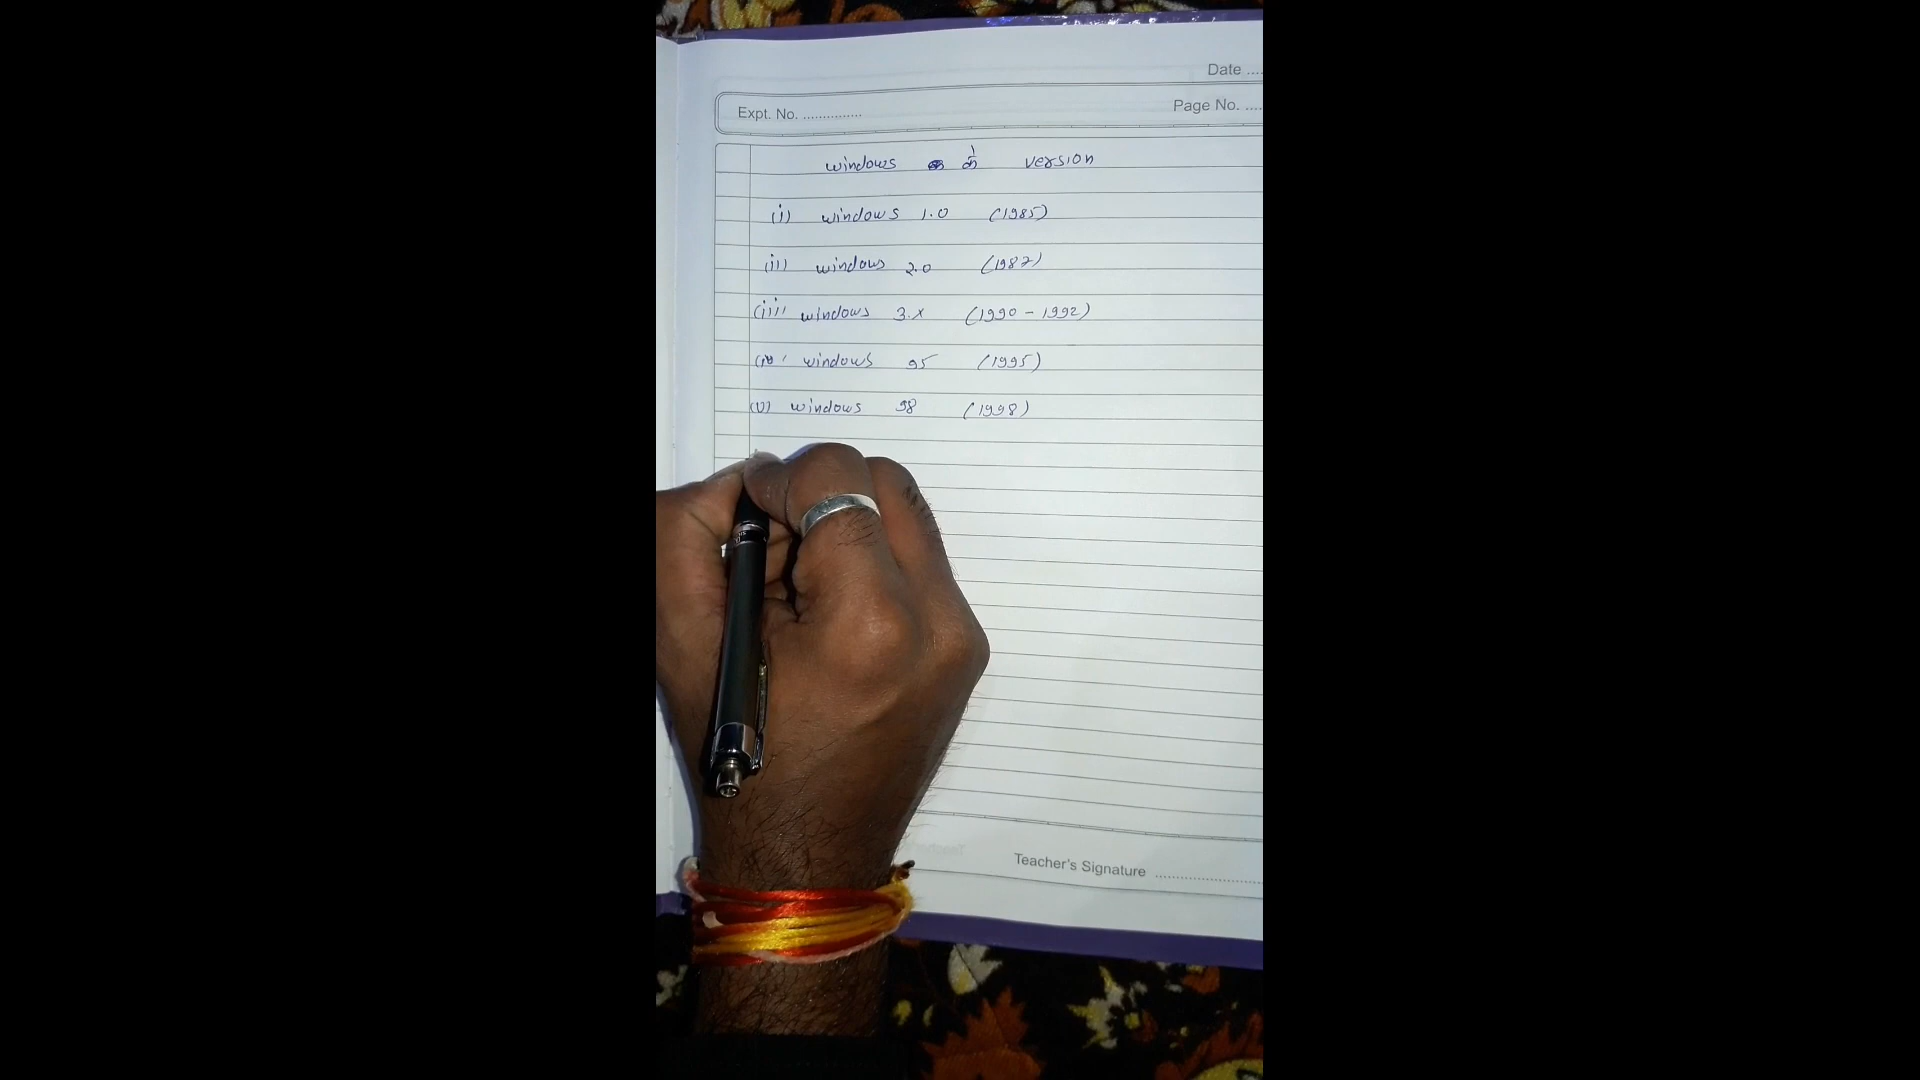 Date ....
Expt. No. ...............
Page No. ....
windows के version
(i) windows 1.0 (1985)
(ii) windows 2.0 (1987)
(iii) windows 3.x (1990 - 1992)
(iv) windows 95 (1995)
(v) windows 98 (1998)
Teacher's Signature ..........................